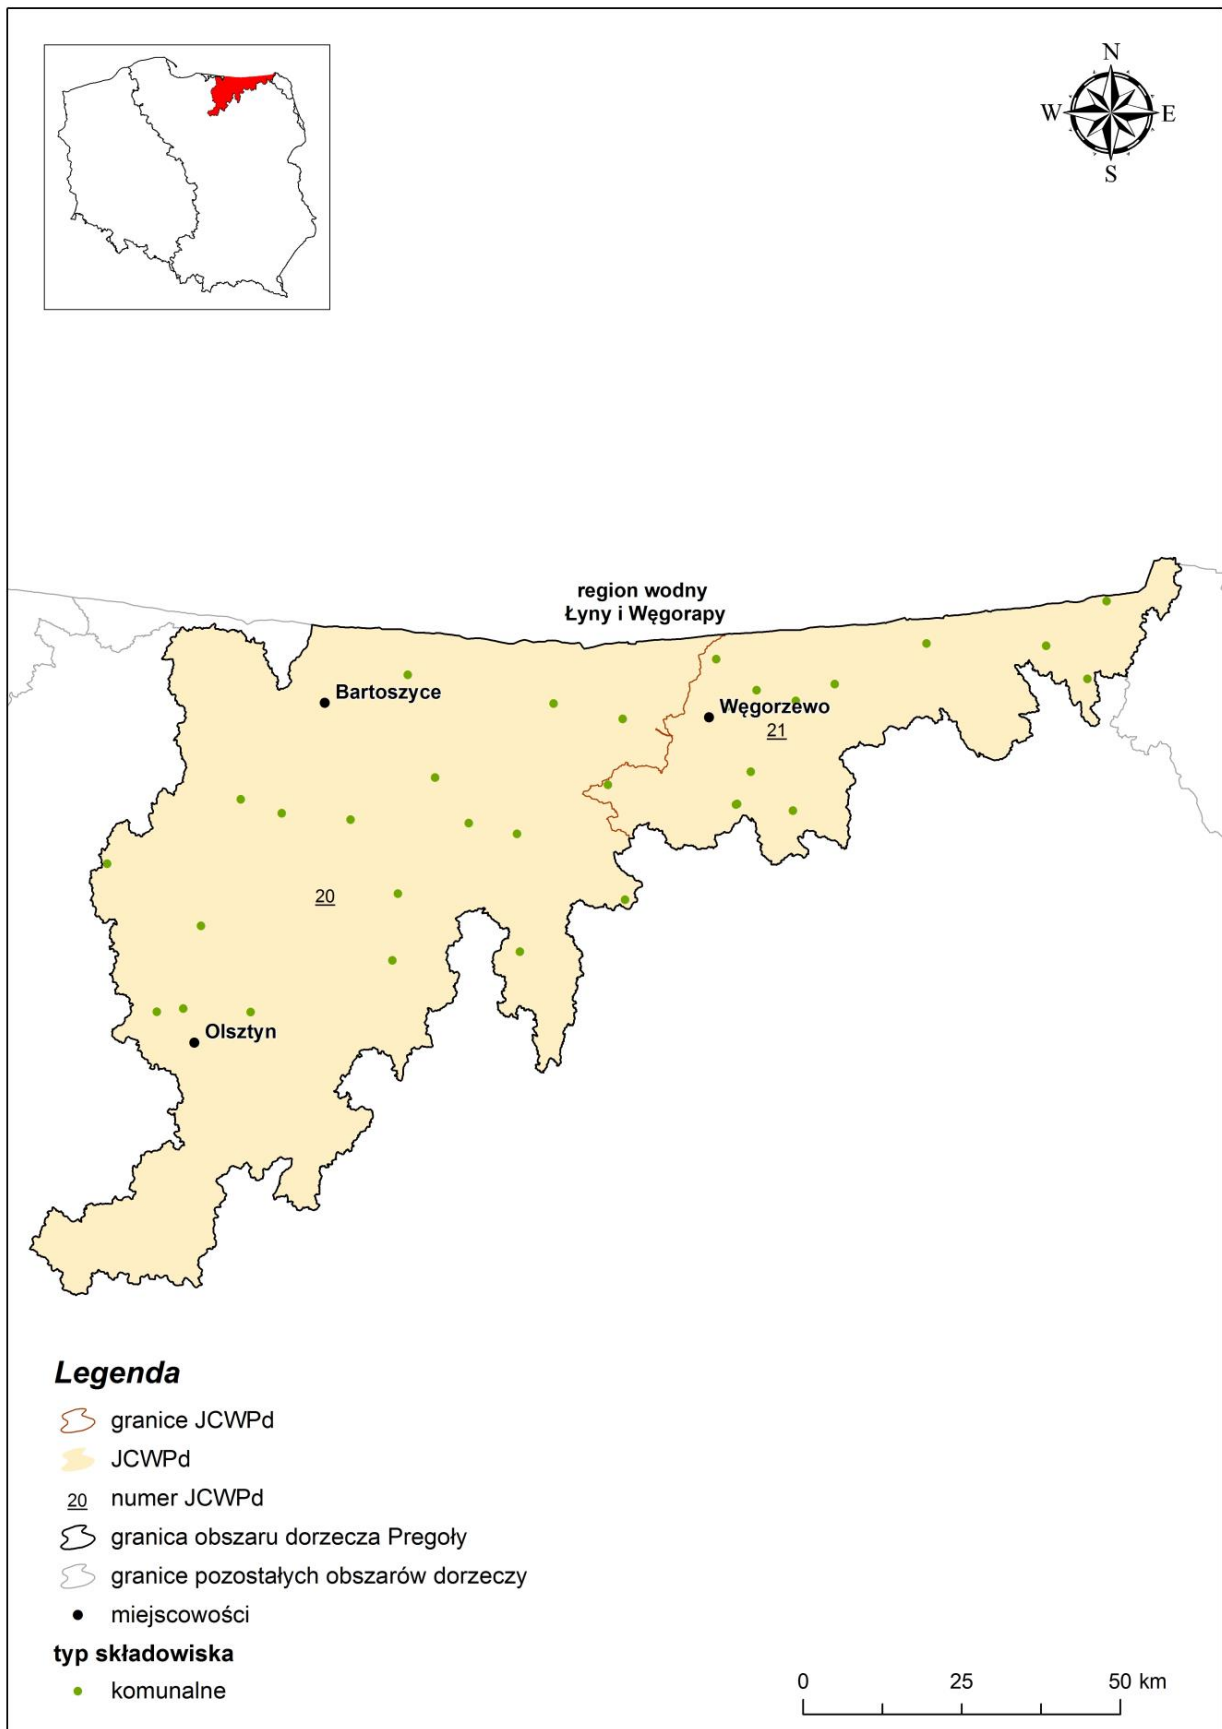 N
W E
S
region wodny
Łyny i Węgorapy
Bartoszyce
Węgorzewo
21
20
Olsztyn
Legenda
granice JCWPd
JCWPd
20 numer JCWPd
granica obszaru dorzecza Pregoły
granice pozostałych obszarów dorzeczy
miejscowości
typ składowiska
komunalne
0 25 50 km